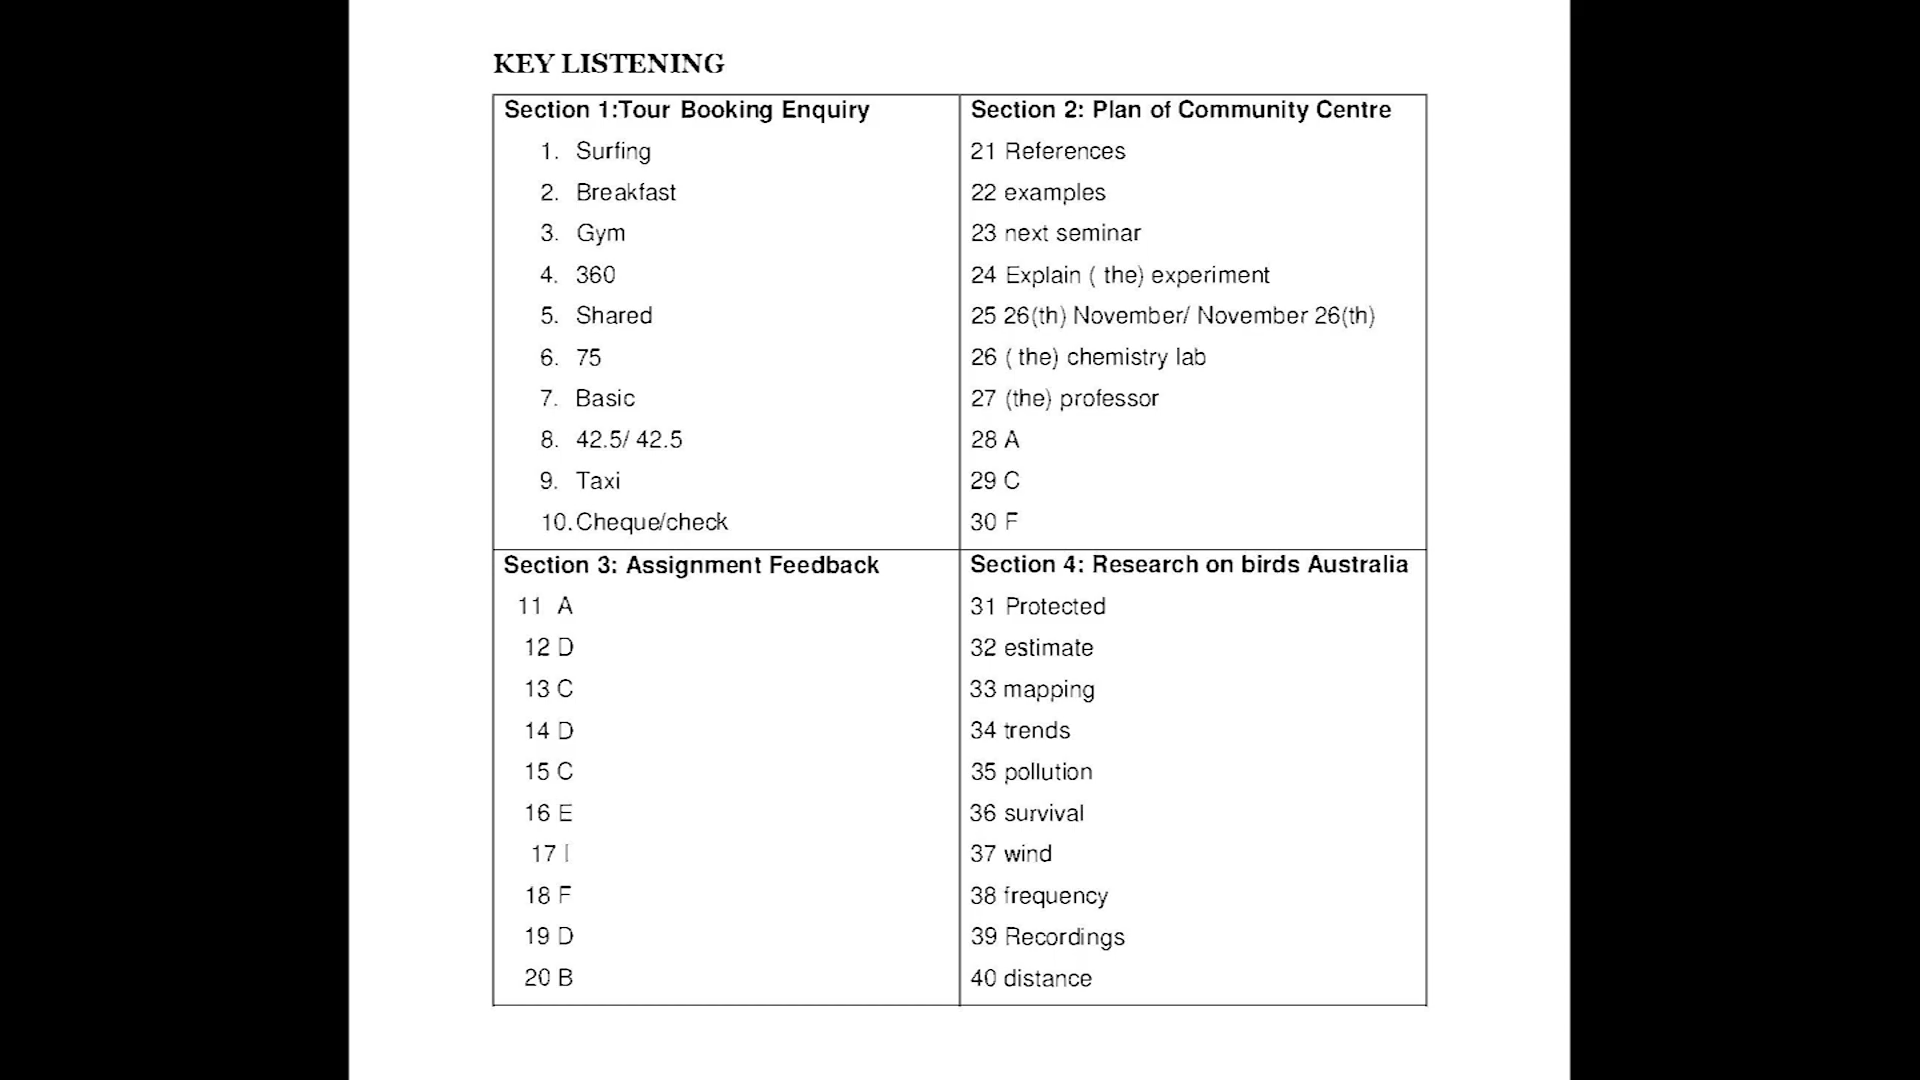 KEY LISTENING
Section 1:Tour Booking Enquiry
1. Surfing
2. Breakfast
3. Gym
4. 360
5. Shared
6. 75
7. Basic
8. 42.5/ 42.5
9. Taxi
10. Cheque/check
Section 2: Plan of Community Centre
21 References
22 examples
23 next seminar
24 Explain ( the) experiment
25 26(th) November/ November 26(th)
26 ( the) chemistry lab
27 (the) professor
28 A
29 C
30 F
Section 3: Assignment Feedback
11 A
12 D
13 C
14 D
15 C
16 E
17 I
18 F
19 D
20 B
Section 4: Research on birds Australia
31 Protected
32 estimate
33 mapping
34 trends
35 pollution
36 survival
37 wind
38 frequency
39 Recordings
40 distance